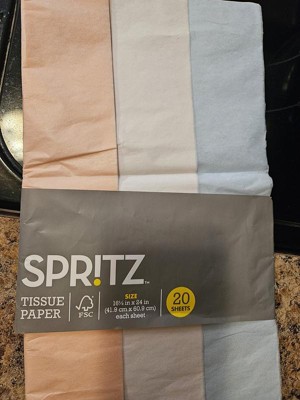 SPR!TZ™
TISSUE
PAPER
FSC
SIZE
16½ in x 24 in
(41.9 cm x 60.9 cm)
each sheet
20
SHEETS